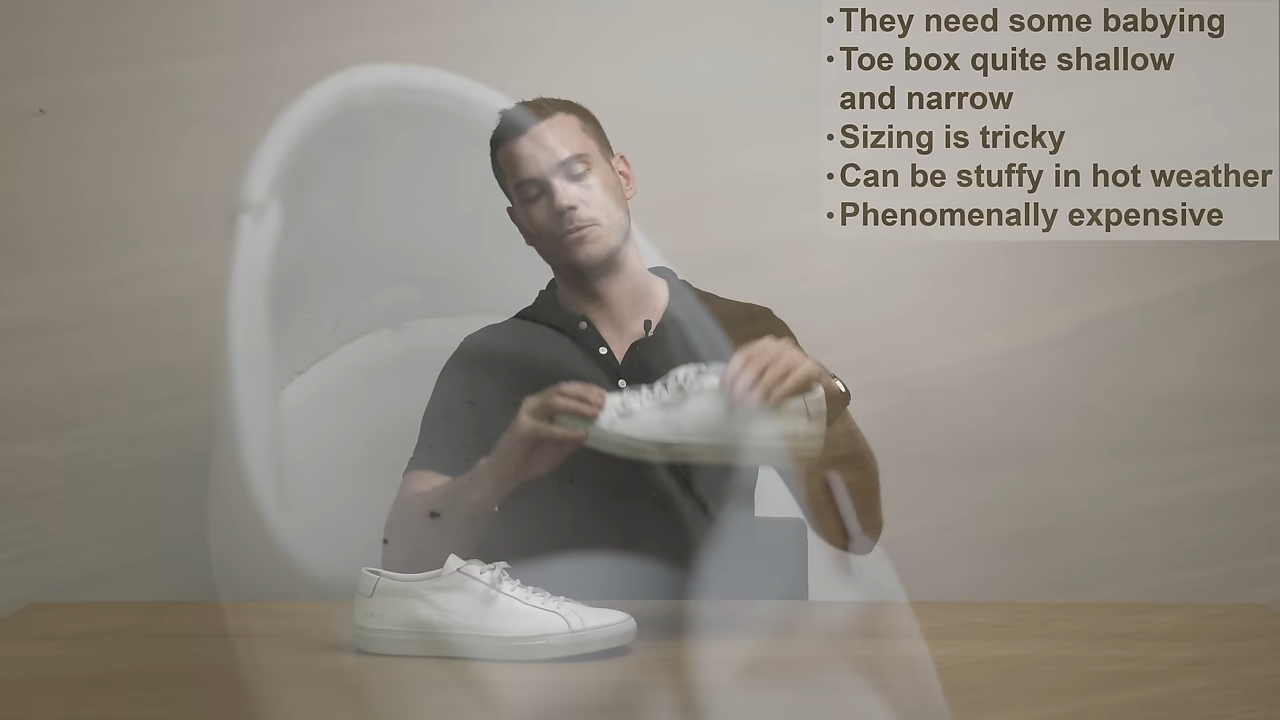 • They need some babying
• Toe box quite shallow
and narrow
• Sizing is tricky
• Can be stuffy in hot weather
• Phenomenally expensive